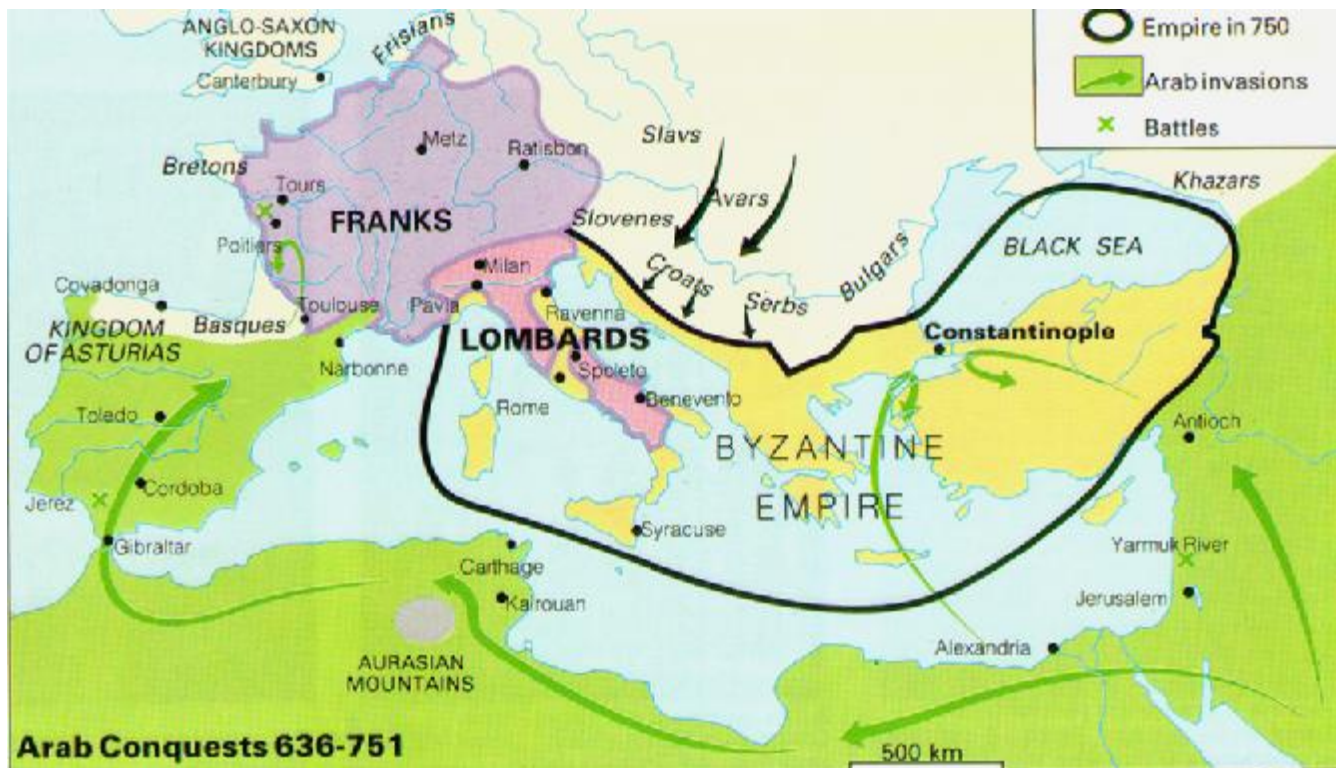 ANGLO-SAXON
KINGDOMS
Canterbury
Frisians
Empire in 750
Arab invasions
Battles
Metz
Ratisbon
Slavs
Bretons
Tours
FRANKS
Poitiers
Avars
Slovenes
Khazars
BLACK SEA
Bulgars
Croats
Serbs
Milan
Pavia
Ravenna
Covadonga
KINGDOM
OF ASTURIAS
Basques
Toulouse
Narbonne
LOMBARDS
Spoleto
Constantinople
Rome
Benevento
Toledo
Antioch
BYZANTINE
EMPIRE
Jerez
Cordoba
Syracuse
Gibraltar
Carthage
Kairouan
Yarmuk River
Jerusalem
Alexandria
AURASIAN
MOUNTAINS
Arab Conquests 636-751
500 km